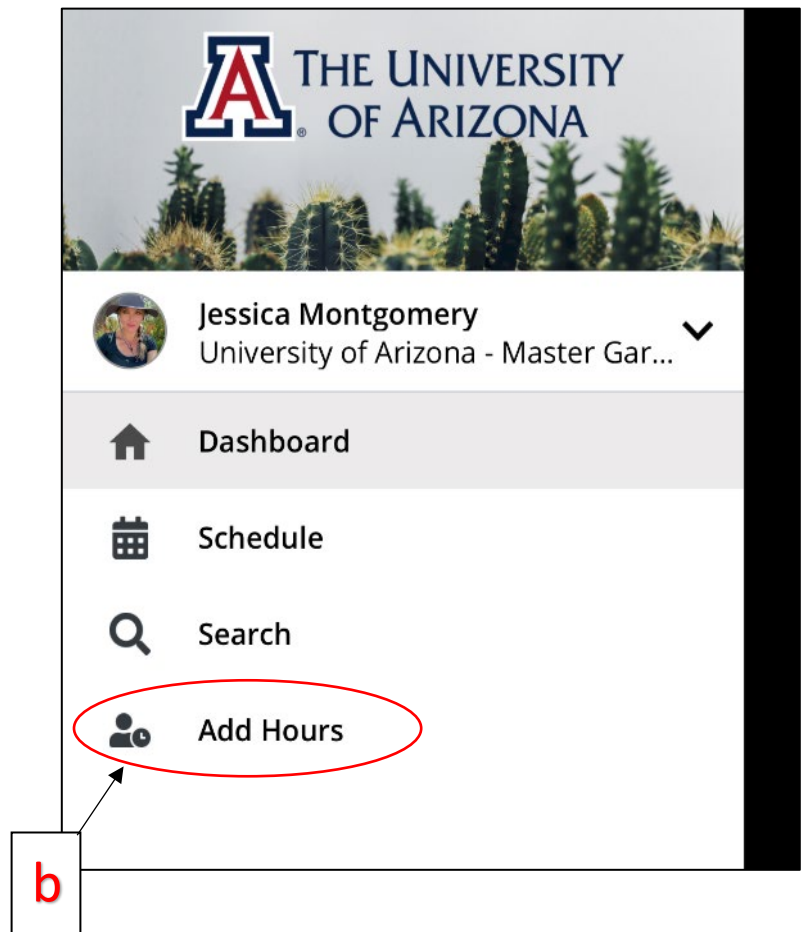 A
THE UNIVERSITY
OF ARIZONA
Jessica Montgomery
University of Arizona - Master Gar...
Dashboard
Schedule
Search
Add Hours
b